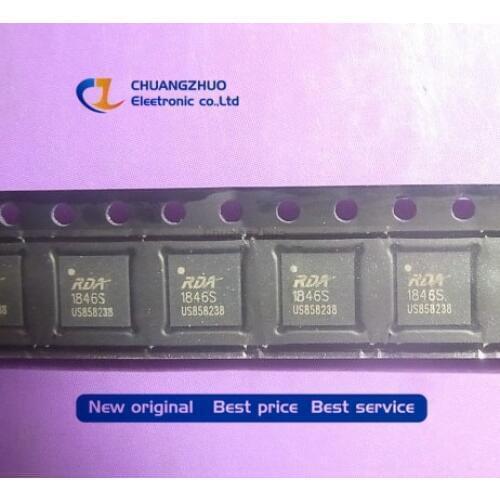 CHUANGZHUO
Eleetronic co.,Ltd
RDA
1846S
US858238
RDA
1846S
US858238
RDA
1846S
US858238
RDA
1846S
US858238
New original Best price Best service